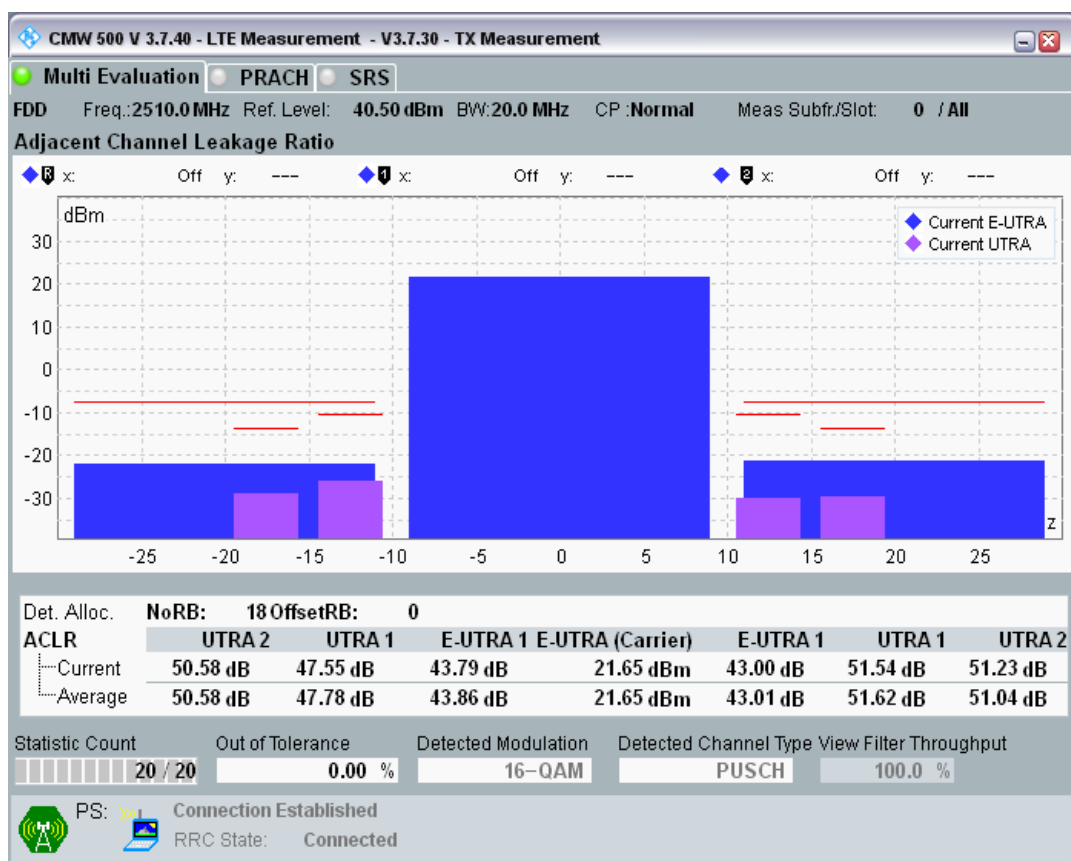 CMW 500 V 3.7.40 - LTE Measurement - V3.7.30 - TX Measurement
Multi Evaluation PRACH SRS
FDD Freq.:2510.0 MHz Ref. Level: 40.50 dBm BW:20.0 MHz CP :Normal Meas Subfr./Slot: 0 / All
Adjacent Channel Leakage Ratio
R x: Off y: --- 1 x: Off y: --- 2 x: Off y: ---
dBm
Current E-UTRA
Current UTRA
30
20
10
0
-10
-20
-30
z
-25 -20 -15 -10 -5 0 5 10 15 20 25
Det. Alloc. NoRB: 18 OffsetRB: 0
ACLR UTRA 2 UTRA 1 E-UTRA 1 E-UTRA (Carrier) E-UTRA 1 UTRA 1 UTRA 2
Current 50.58 dB 47.55 dB 43.79 dB 21.65 dBm 43.00 dB 51.54 dB 51.23 dB
Average 50.58 dB 47.78 dB 43.86 dB 21.65 dBm 43.01 dB 51.62 dB 51.04 dB
Statistic Count Out of Tolerance Detected Modulation Detected Channel Type View Filter Throughput
20 / 20 0.00 % 16-QAM PUSCH 100.0 %
PS: Connection Established
RRC State: Connected